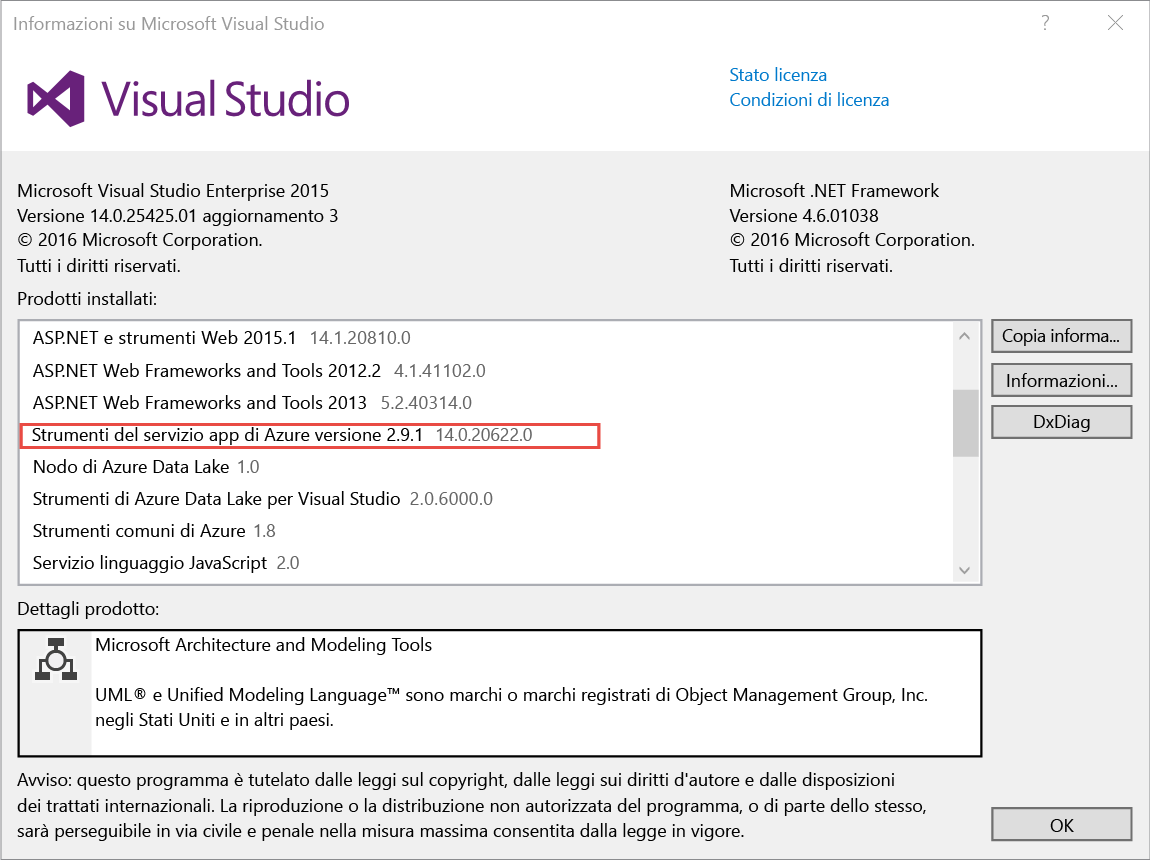 Informazioni su Microsoft Visual Studio
?
Visual Studio
Stato licenza
Condizioni di licenza
Microsoft Visual Studio Enterprise 2015
Versione 14.0.25425.01 aggiornamento 3
© 2016 Microsoft Corporation.
Tutti i diritti riservati.
Microsoft .NET Framework
Versione 4.6.01038
© 2016 Microsoft Corporation.
Tutti i diritti riservati.
Prodotti installati:
ASP.NET e strumenti Web 2015.1 14.1.20810.0
ASP.NET Web Frameworks and Tools 2012.2 4.1.41102.0
ASP.NET Web Frameworks and Tools 2013 5.2.40314.0
Strumenti del servizio app di Azure versione 2.9.1 14.0.20622.0
Nodo di Azure Data Lake 1.0
Strumenti di Azure Data Lake per Visual Studio 2.0.6000.0
Strumenti comuni di Azure 1.8
Servizio linguaggio JavaScript 2.0
Copia informa...
Informazioni...
DxDiag
Dettagli prodotto:
Microsoft Architecture and Modeling Tools
UML® e Unified Modeling Language™ sono marchi o marchi registrati di Object Management Group, Inc.
negli Stati Uniti e in altri paesi.
Avviso: questo programma è tutelato dalle leggi sul copyright, dalle leggi sui diritti d'autore e dalle disposizioni
dei trattati internazionali. La riproduzione o la distribuzione non autorizzata del programma, o di parte dello stesso,
sarà perseguibile in via civile e penale nella misura massima consentita dalla legge in vigore.
OK